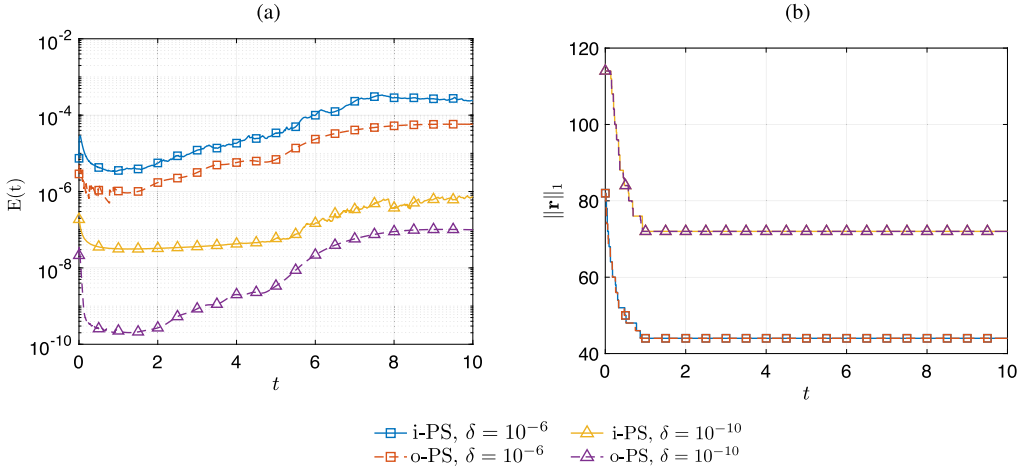 (a)
10^{-2}
10^{-4}
10^{-6}
10^{-8}
10^{-10}
E(t)
0 2 4 6 8 10
t
(b)
120
100
80
60
40
||r||_1
0 2 4 6 8 10
t
i-PS, δ = 10^{-6}
i-PS, δ = 10^{-10}
o-PS, δ = 10^{-6}
o-PS, δ = 10^{-10}